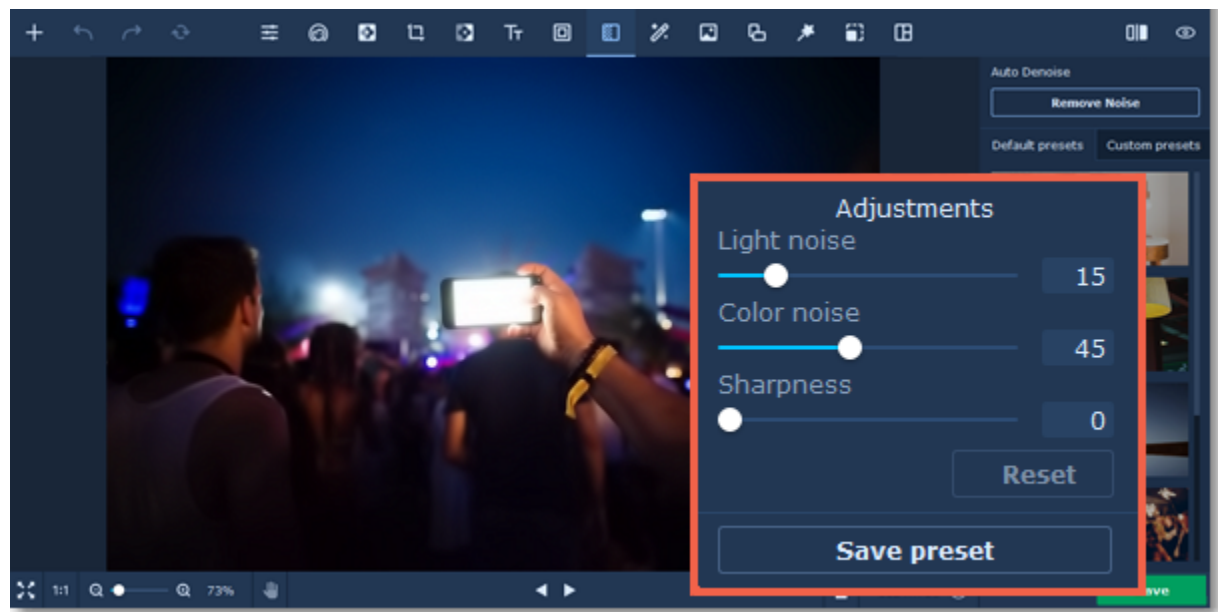 Tт
Auto Denoise
Remove Noise
Default presets Custom presets
Adjustments
Light noise
15
Color noise
45
Sharpness
0
Reset
Save preset
1:1 73%